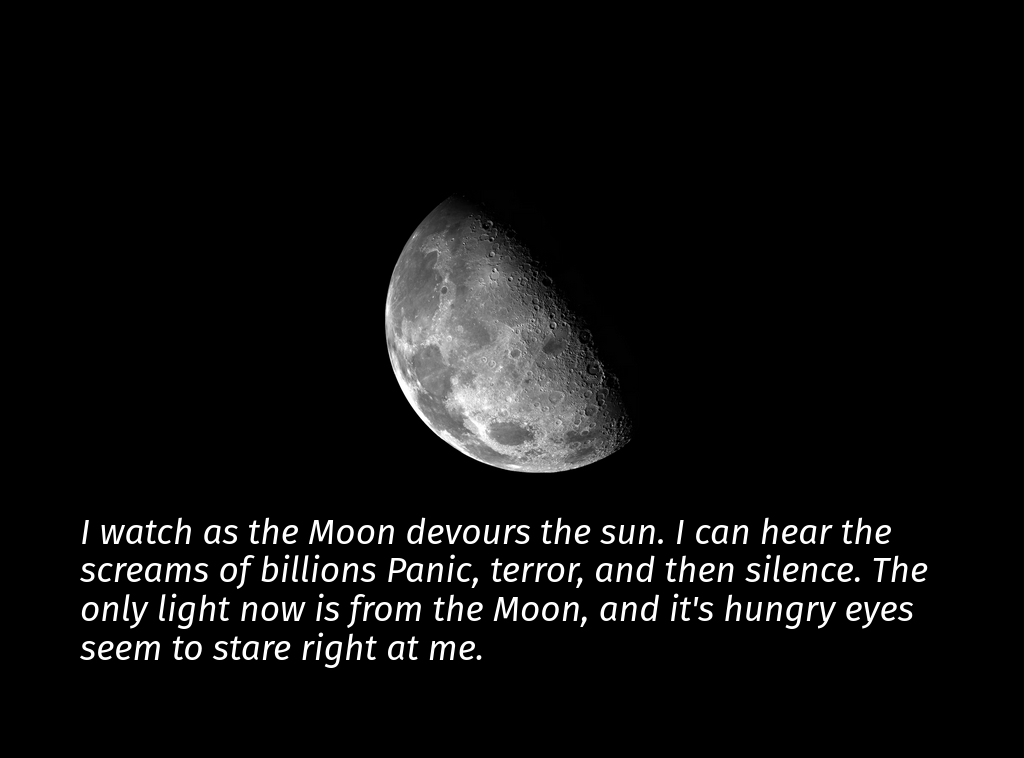 I watch as the Moon devours the sun. I can hear the
screams of billions Panic, terror, and then silence. The
only light now is from the Moon, and it's hungry eyes
seem to stare right at me.